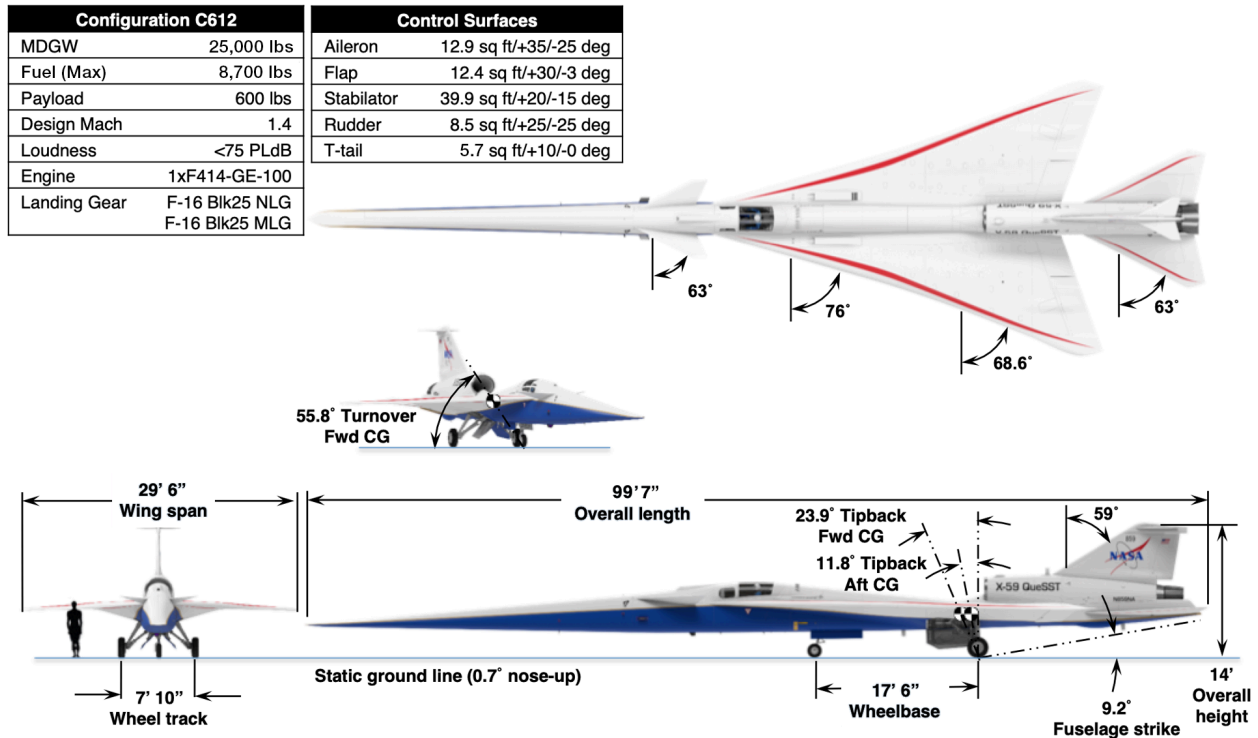 Configuration C612
MDGW 25,000 lbs
Fuel (Max) 8,700 lbs
Payload 600 lbs
Design Mach 1.4
Loudness <75 PLdB
Engine 1xF414-GE-100
Landing Gear F-16 Blk25 NLG
F-16 Blk25 MLG
Control Surfaces
Aileron 12.9 sq ft/+35/-25 deg
Flap 12.4 sq ft/+30/-3 deg
Stabilator 39.9 sq ft/+20/-15 deg
Rudder 8.5 sq ft/+25/-25 deg
T-tail 5.7 sq ft/+10/-0 deg
X-59 QueSST
63°
76°
68.6°
63°
55.8° Turnover
Fwd CG
29' 6”
Wing span
99' 7”
Overall length
23.9° Tipback
Fwd CG
11.8° Tipback
Aft CG
59°
NASA
X-59 QueSST
Static ground line (0.7° nose-up)
7' 10”
Wheel track
17' 6”
Wheelbase
9.2°
Fuselage strike
14'
Overall
height